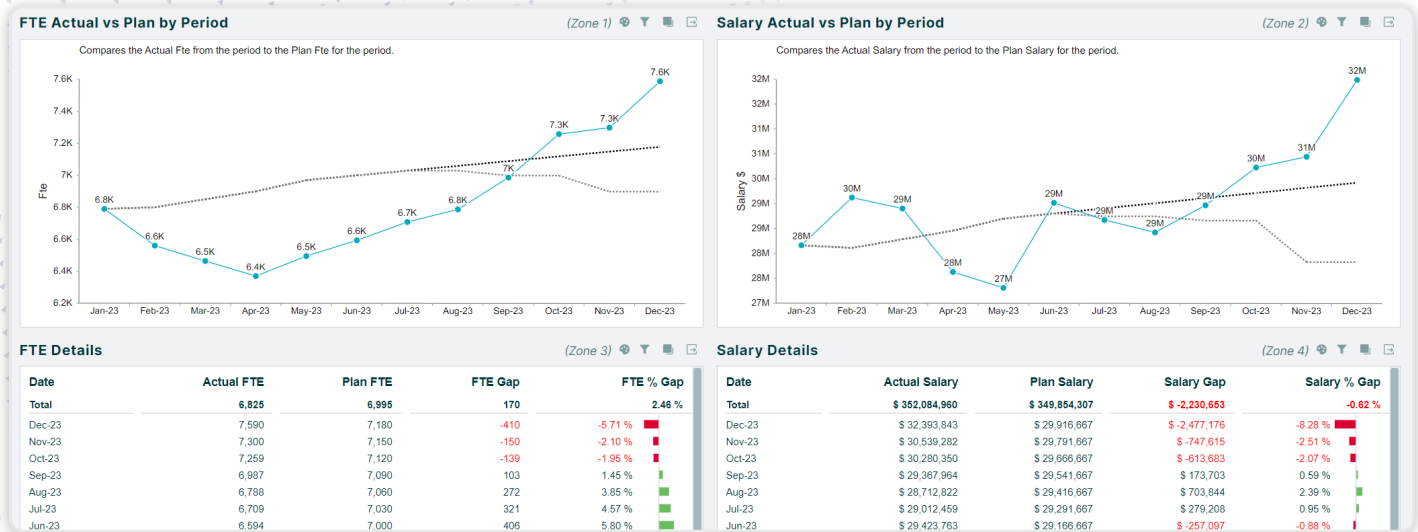 FTE Actual vs Plan by Period (Zone 1)
Compares the Actual Fte from the period to the Plan Fte for the period.
7.6K
7.4K
7.2K
7K
6.8K
6.6K
6.4K
6.2K
Fte
6.8K 6.6K 6.5K 6.4K 6.5K 6.6K 6.7K 6.8K 7K 7.3K 7.3K 7.6K
Jan-23 Feb-23 Mar-23 Apr-23 May-23 Jun-23 Jul-23 Aug-23 Sep-23 Oct-23 Nov-23 Dec-23
Salary Actual vs Plan by Period (Zone 2)
Compares the Actual Salary from the period to the Plan Salary for the period.
32M
32M
31M
31M
30M
29M
29M
28M
28M
27M
Salary $
28M 30M 29M 28M 27M 29M 29M 29M 29M 30M 31M 32M
Jan-23 Feb-23 Mar-23 Apr-23 May-23 Jun-23 Jul-23 Aug-23 Sep-23 Oct-23 Nov-23 Dec-23
FTE Details (Zone 3)
Date Actual FTE Plan FTE FTE Gap FTE % Gap
Total 6,825 6,995 170 2.46 %
Dec-23 7,590 7,180 -410 -5.71 %
Nov-23 7,300 7,150 -150 -2.10 %
Oct-23 7,259 7,120 -139 -1.95 %
Sep-23 6,987 7,090 103 1.45 %
Aug-23 6,788 7,060 272 3.85 %
Jul-23 6,709 7,030 321 4.57 %
Jun-23 6,594 7,000 406 5.80 %
Salary Details (Zone 4)
Date Actual Salary Plan Salary Salary Gap Salary % Gap
Total $ 352,084,960 $ 349,854,307 $ -2,230,653 -0.62 %
Dec-23 $ 32,393,843 $ 29,916,667 $ -2,477,176 -8.28 %
Nov-23 $ 30,539,282 $ 29,791,667 $ -747,615 -2.51 %
Oct-23 $ 30,280,350 $ 29,666,667 $ -613,683 -2.07 %
Sep-23 $ 29,367,964 $ 29,541,667 $ 173,703 0.59 %
Aug-23 $ 28,712,822 $ 29,416,667 $ 703,844 2.39 %
Jul-23 $ 29,012,459 $ 29,291,667 $ 279,208 0.95 %
Jun-23 $ 29,423,763 $ 29,166,667 $ -257,097 -0.88 %